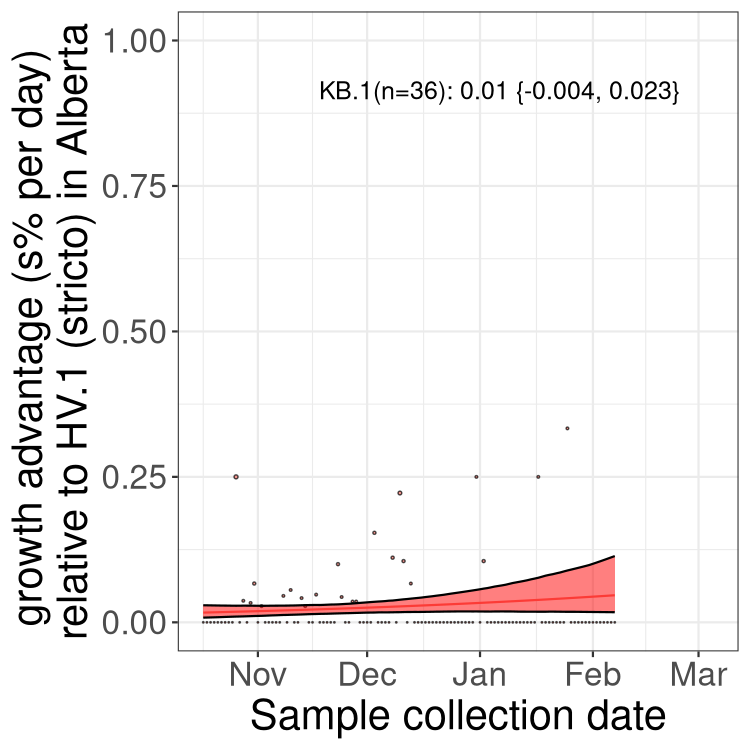 growth advantage (s% per day)
relative to HV.1 (stricto) in Alberta
1.00
0.75
0.50
0.25
0.00
KB.1(n=36): 0.01 {-0.004, 0.023}
Nov Dec Jan Feb Mar
Sample collection date